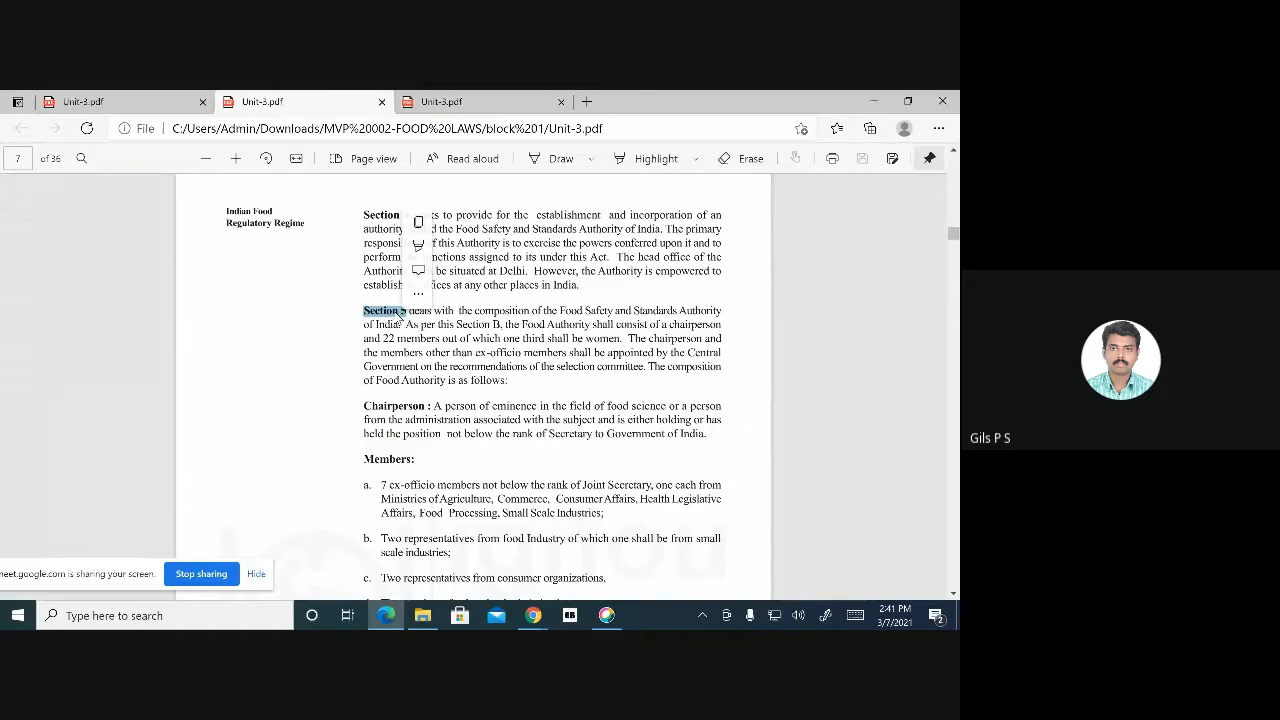 Unit-3.pdf
Unit-3.pdf
Unit-3.pdf
File
C:/Users/Admin/Downloads/MVP%20002-FOOD%20LAWS/block%201/Unit-3.pdf
7 of 36
Page view
Read aloud
Draw
Highlight
Erase
Indian Food
Regulatory Regime
Section ks to provide for the establishment and incorporation of an
authority d the Food Safety and Standards Authority of India. The primary
responsi f this Authority is to exercise the powers conferred upon it and to
perform nctions assigned to its under this Act. The head office of the
Authorit be situated at Delhi. However, the Authority is empowered to
establish fices at any other places in India.
Section 5 deals with the composition of the Food Safety and Standards Authority
of India? As per this Section B, the Food Authority shall consist of a chairperson
and 22 members out of which one third shall be women. The chairperson and
the members other than ex-officio members shall be appointed by the Central
Government on the recommendations of the selection committee. The composition
of Food Authority is as follows:
Chairperson : A person of eminence in the field of food science or a person
from the administration associated with the subject and is either holding or has
held the position not below the rank of Secretary to Government of India.
Members:
a. 7 ex-officio members not below the rank of Joint Secretary, one each from
Ministries of Agriculture, Commerce, Consumer Affairs, Health Legislative
Affairs, Food Processing, Small Scale Industries;
b. Two representatives from food Industry of which one shall be from small
scale industries;
c. Two representatives from consumer organizations,
meet.google.com is sharing your screen.
Stop sharing
Hide
Type here to search
2:41 PM
3/7/2021
2
Gils P S